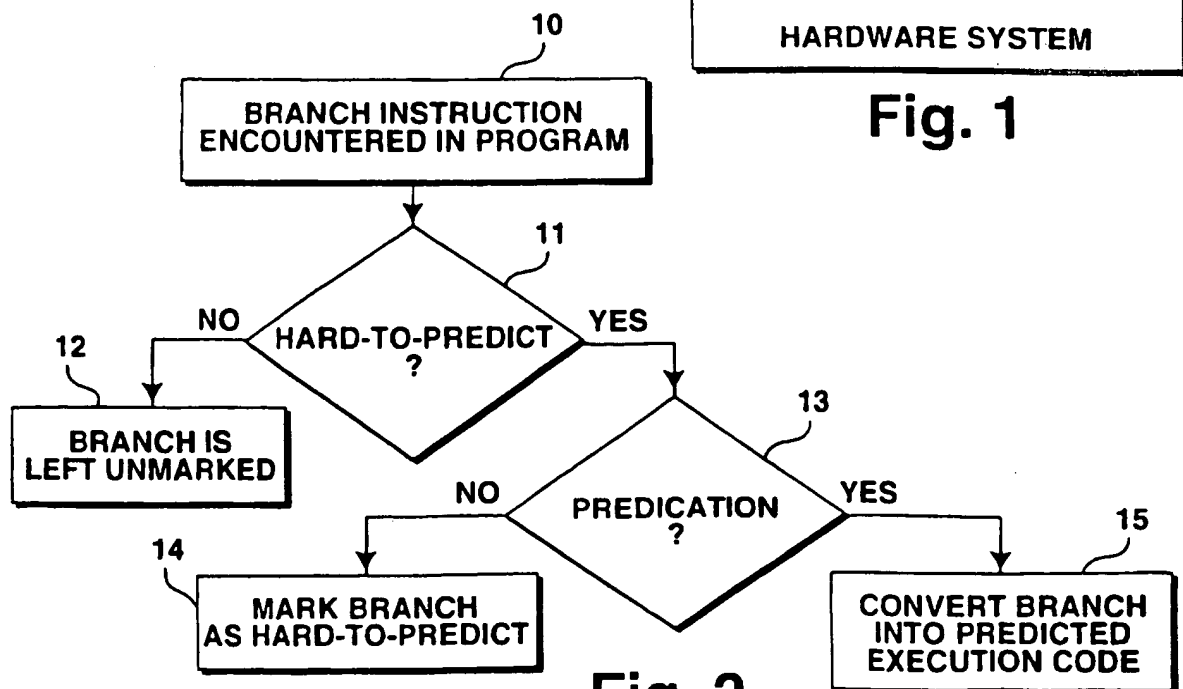 HARDWARE SYSTEM
Fig. 1
10
BRANCH INSTRUCTION
ENCOUNTERED IN PROGRAM
11
HARD-TO-PREDICT
?
NO
YES
12
BRANCH IS
LEFT UNMARKED
13
PREDICATION
?
NO
YES
14
MARK BRANCH
AS HARD-TO-PREDICT
15
CONVERT BRANCH
INTO PREDICTED
EXECUTION CODE
Fig. 2